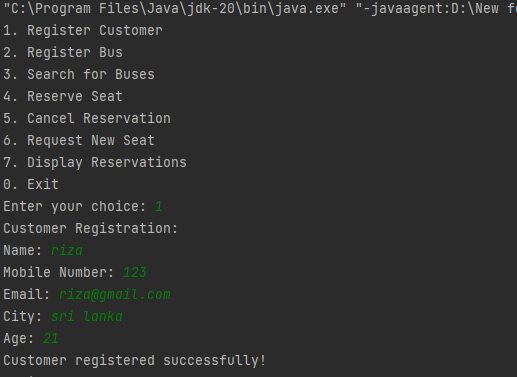 "C:\Program Files\Java\jdk-20\bin\java.exe" "-javaagent:D:\New
1. Register Customer
2. Register Bus
3. Search for Buses
4. Reserve Seat
5. Cancel Reservation
6. Request New Seat
7. Display Reservations
0. Exit
Enter your choice: 1
Customer Registration:
Name: riza
Mobile Number: 123
Email: riza@gmail.com
City: sri lanka
Age: 21
Customer registered successfully!